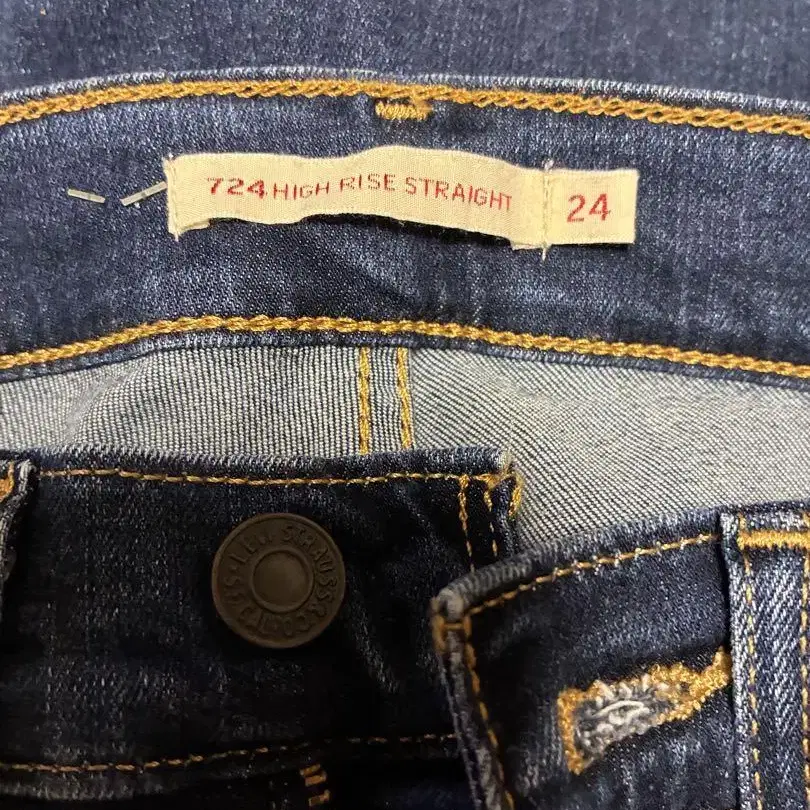 724 HIGH RISE STRAIGHT 24
LEVI STRAUSS & CO